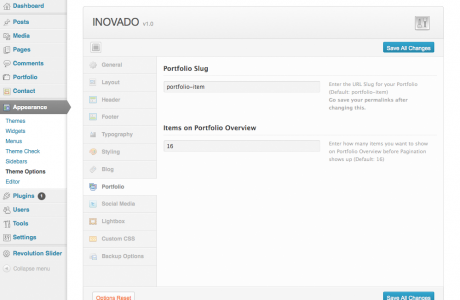 Dashboard
Posts
Media
Pages
Comments
Portfolio
Contact
Appearance
Themes
Widgets
Menus
Theme Check
Sidebars
Theme Options
Editor
Plugins 1
Users
Tools
Settings
Revolution Slider
Collapse menu
INOVADO v1.0
Save All Changes
General
Layout
Header
Footer
Typography
Styling
Blog
Portfolio
Social Media
Lightbox
Custom CSS
Backup Options
Portfolio Slug
portfolio-item
Enter the URL Slug for your Portfolio
(Default: portfolio-item)
Go save your permalinks after
changing this.
Items on Portfolio Overview
16
Enter how many items you want to show
on Portfolio Overview before Pagination
shows up (Default: 16)
Options Reset
Save All Changes